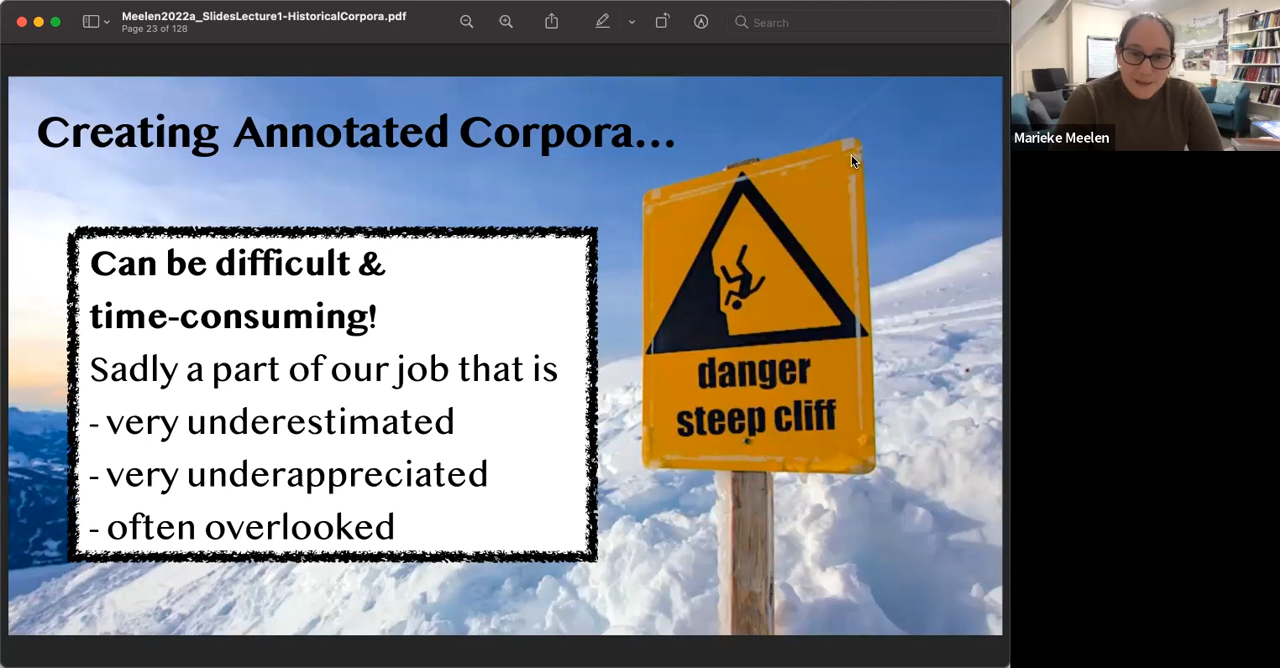 Meelen2022a_SlidesLecture1-HistoricalCorpora.pdf
Page 23 of 128
Search
Creating Annotated Corpora...
Can be difficult &
time-consuming!
Sadly a part of our job that is
- very underestimated
- very underappreciated
- often overlooked
danger
steep cliff
Marieke Meelen